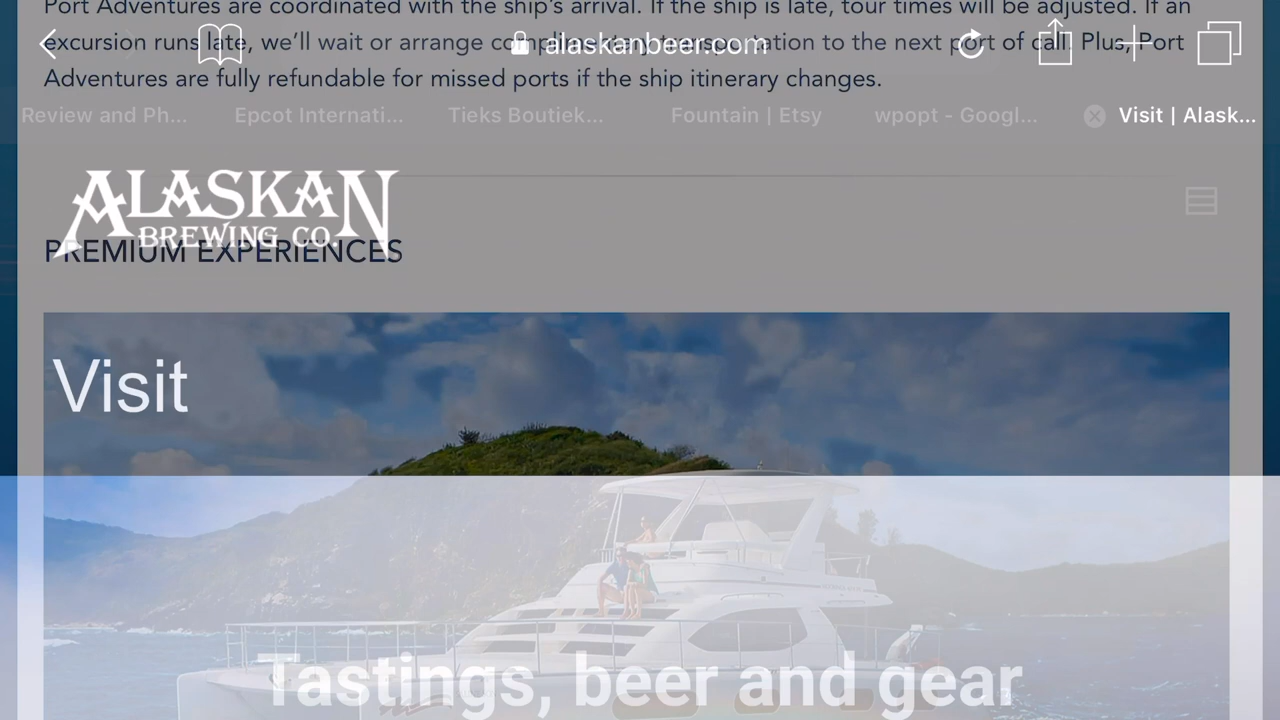 Port Adventures are coordinated with the ship's arrival. If the ship is late, tour times will be adjusted. If an
excursion runs late, we'll wait or arrange complimentary transportation to the next port of call. Plus, Port
alaskanbeer.com
Adventures are fully refundable for missed ports if the ship itinerary changes.
Review and Ph... Epcot Internati... Tieks Boutiek... Fountain | Etsy wpopt - Googl... Visit | Alask...
ALASKAN
BREWING CO.
PREMIUM EXPERIENCES
Visit
Tastings, beer and gear